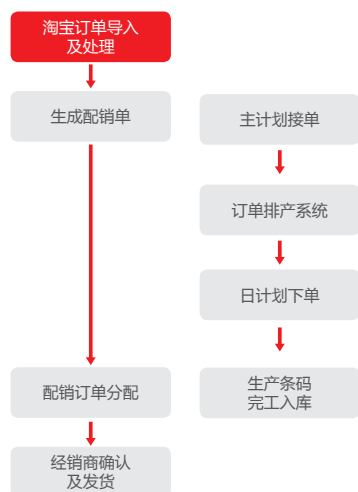 淘宝订单导入
及处理
生成配销单
配销订单分配
经销商确认
及发货
主计划接单
订单排产系统
日计划下单
生产条码
完工入库